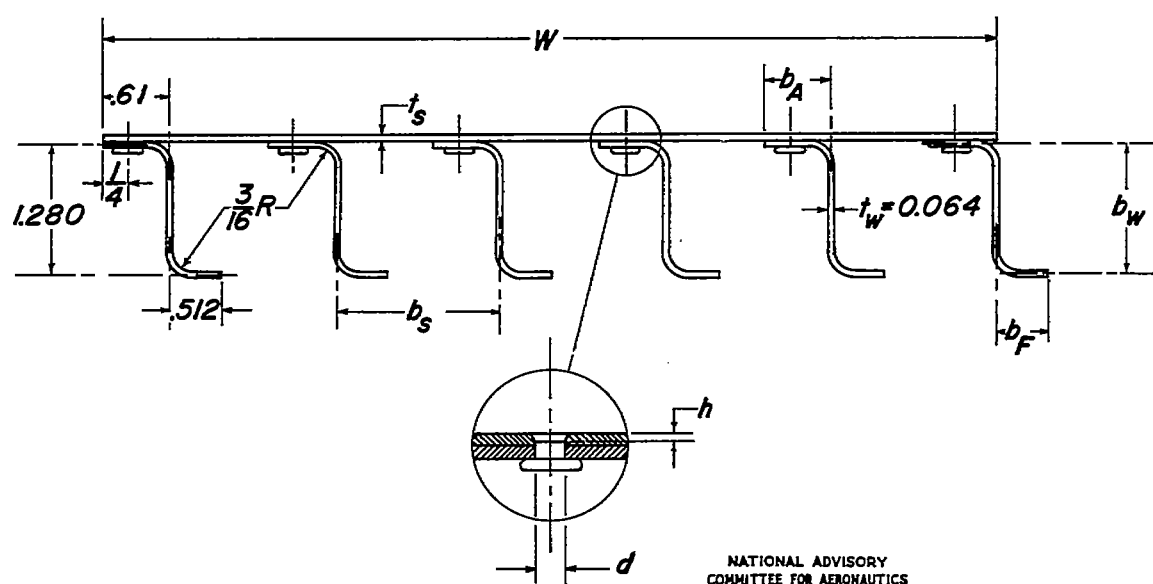 W
.61
t_s
b_A
1/4
1.280
3/16 R
t_W = 0.064
b_W
.512
b_S
b_F
h
d
NATIONAL ADVISORY
COMMITTEE FOR AERONAUTICS